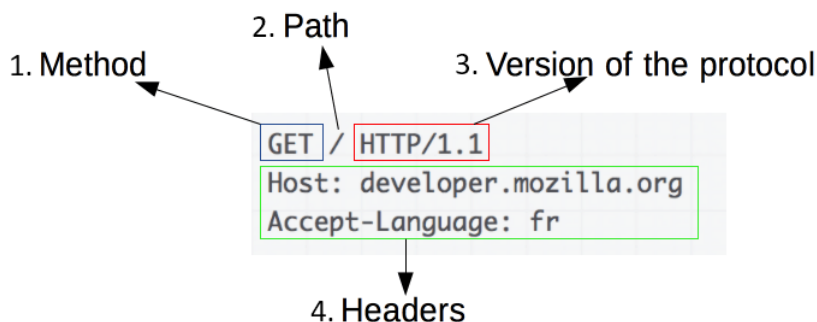 2. Path
1. Method
3. Version of the protocol
GET / HTTP/1.1
Host: developer.mozilla.org
Accept-Language: fr
4. Headers